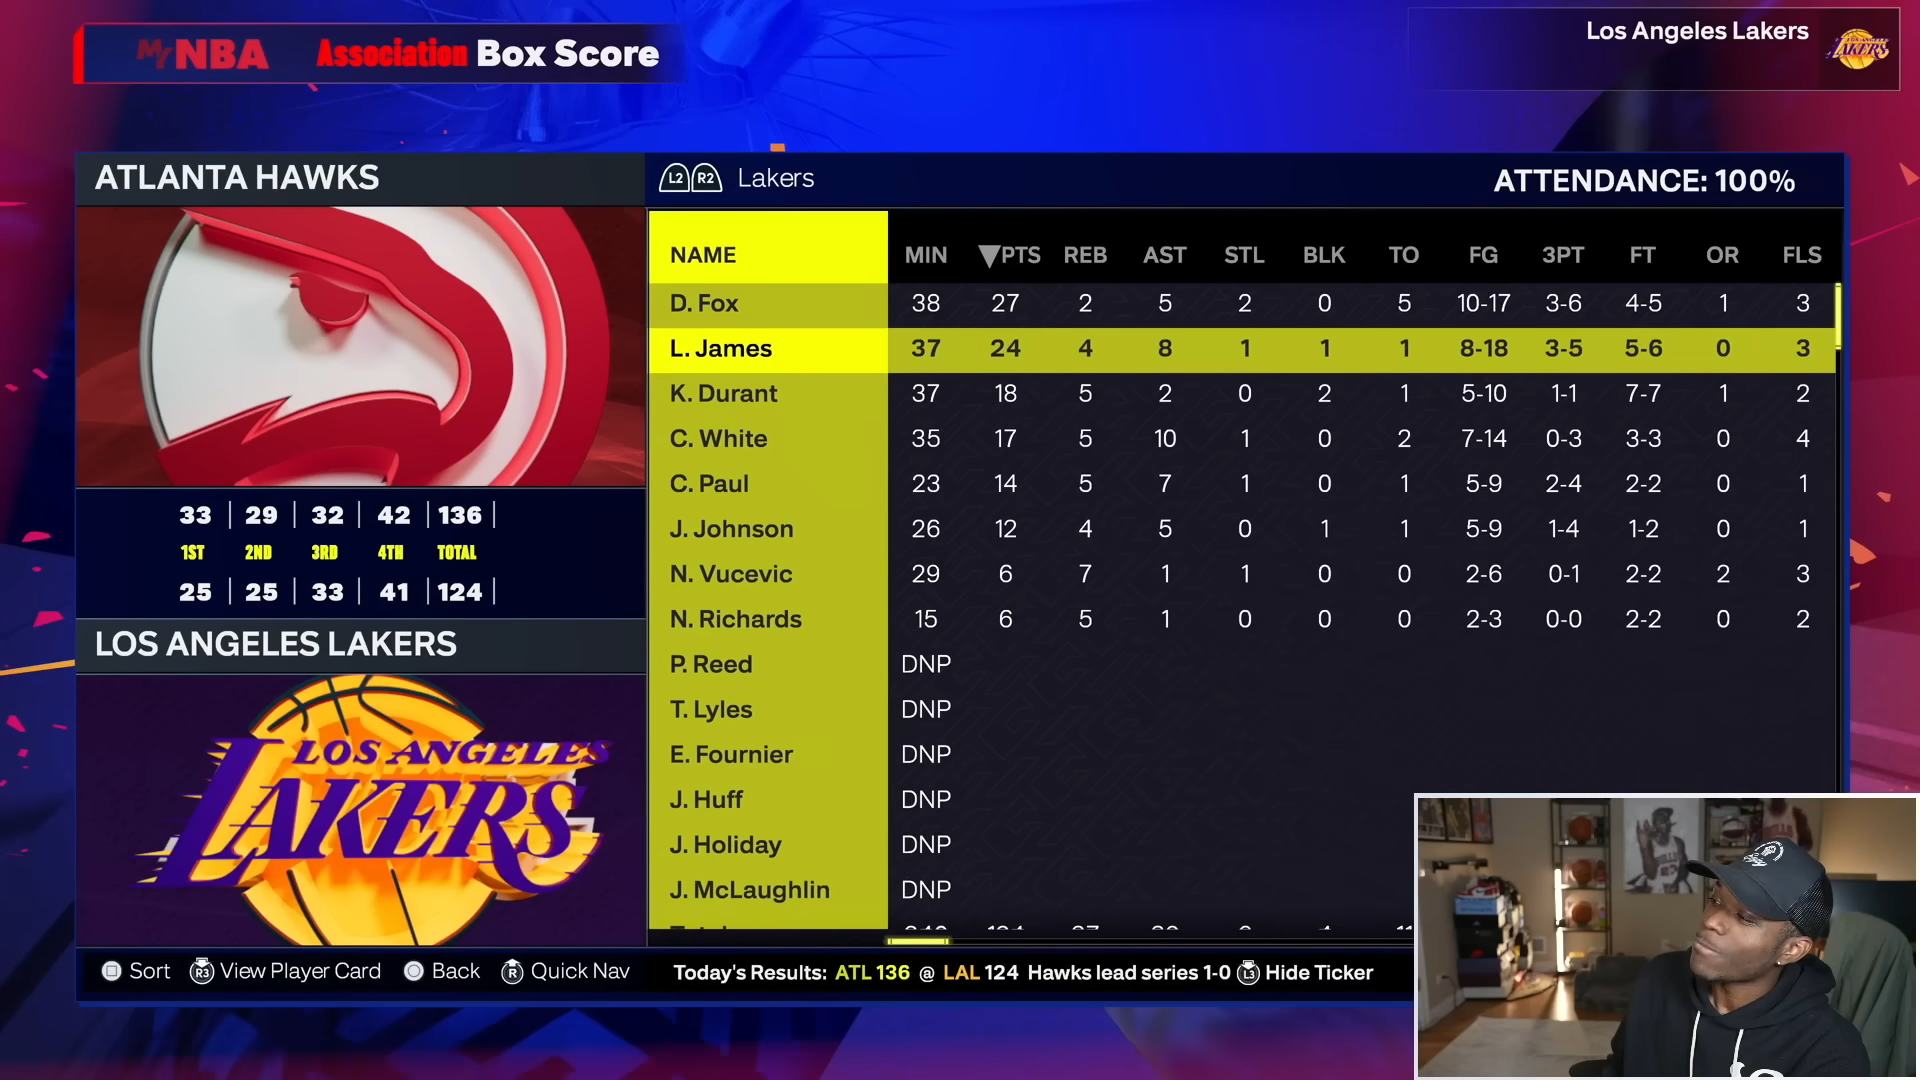 MyNBA Association Box Score
Los Angeles Lakers
LAKERS
ATLANTA HAWKS
L2 R2 Lakers
ATTENDANCE: 100%
NAME MIN PTS REB AST STL BLK TO FG 3PT FT OR FLS
D. Fox 38 27 2 5 2 0 5 10-17 3-6 4-5 1 3
L. James 37 24 4 8 1 1 1 8-18 3-5 5-6 0 3
K. Durant 37 18 5 2 0 2 1 5-10 1-1 7-7 1 2
C. White 35 17 5 10 1 0 2 7-14 0-3 3-3 0 4
C. Paul 23 14 5 7 1 0 1 5-9 2-4 2-2 0 1
J. Johnson 26 12 4 5 0 1 1 5-9 1-4 1-2 0 1
N. Vucevic 29 6 7 1 1 0 0 2-6 0-1 2-2 2 3
N. Richards 15 6 5 1 0 0 0 2-3 0-0 2-2 0 2
P. Reed DNP
T. Lyles DNP
E. Fournier DNP
J. Huff DNP
J. Holiday DNP
J. McLaughlin DNP
33 | 29 | 32 | 42 | 136 |
1ST 2ND 3RD 4TH TOTAL
25 | 25 | 33 | 41 | 124 |
LOS ANGELES LAKERS
LOS ANGELES
LAKERS
Sort R3 View Player Card Back R Quick Nav
Today's Results: ATL 136 @ LAL 124 Hawks lead series 1-0 L3 Hide Ticker